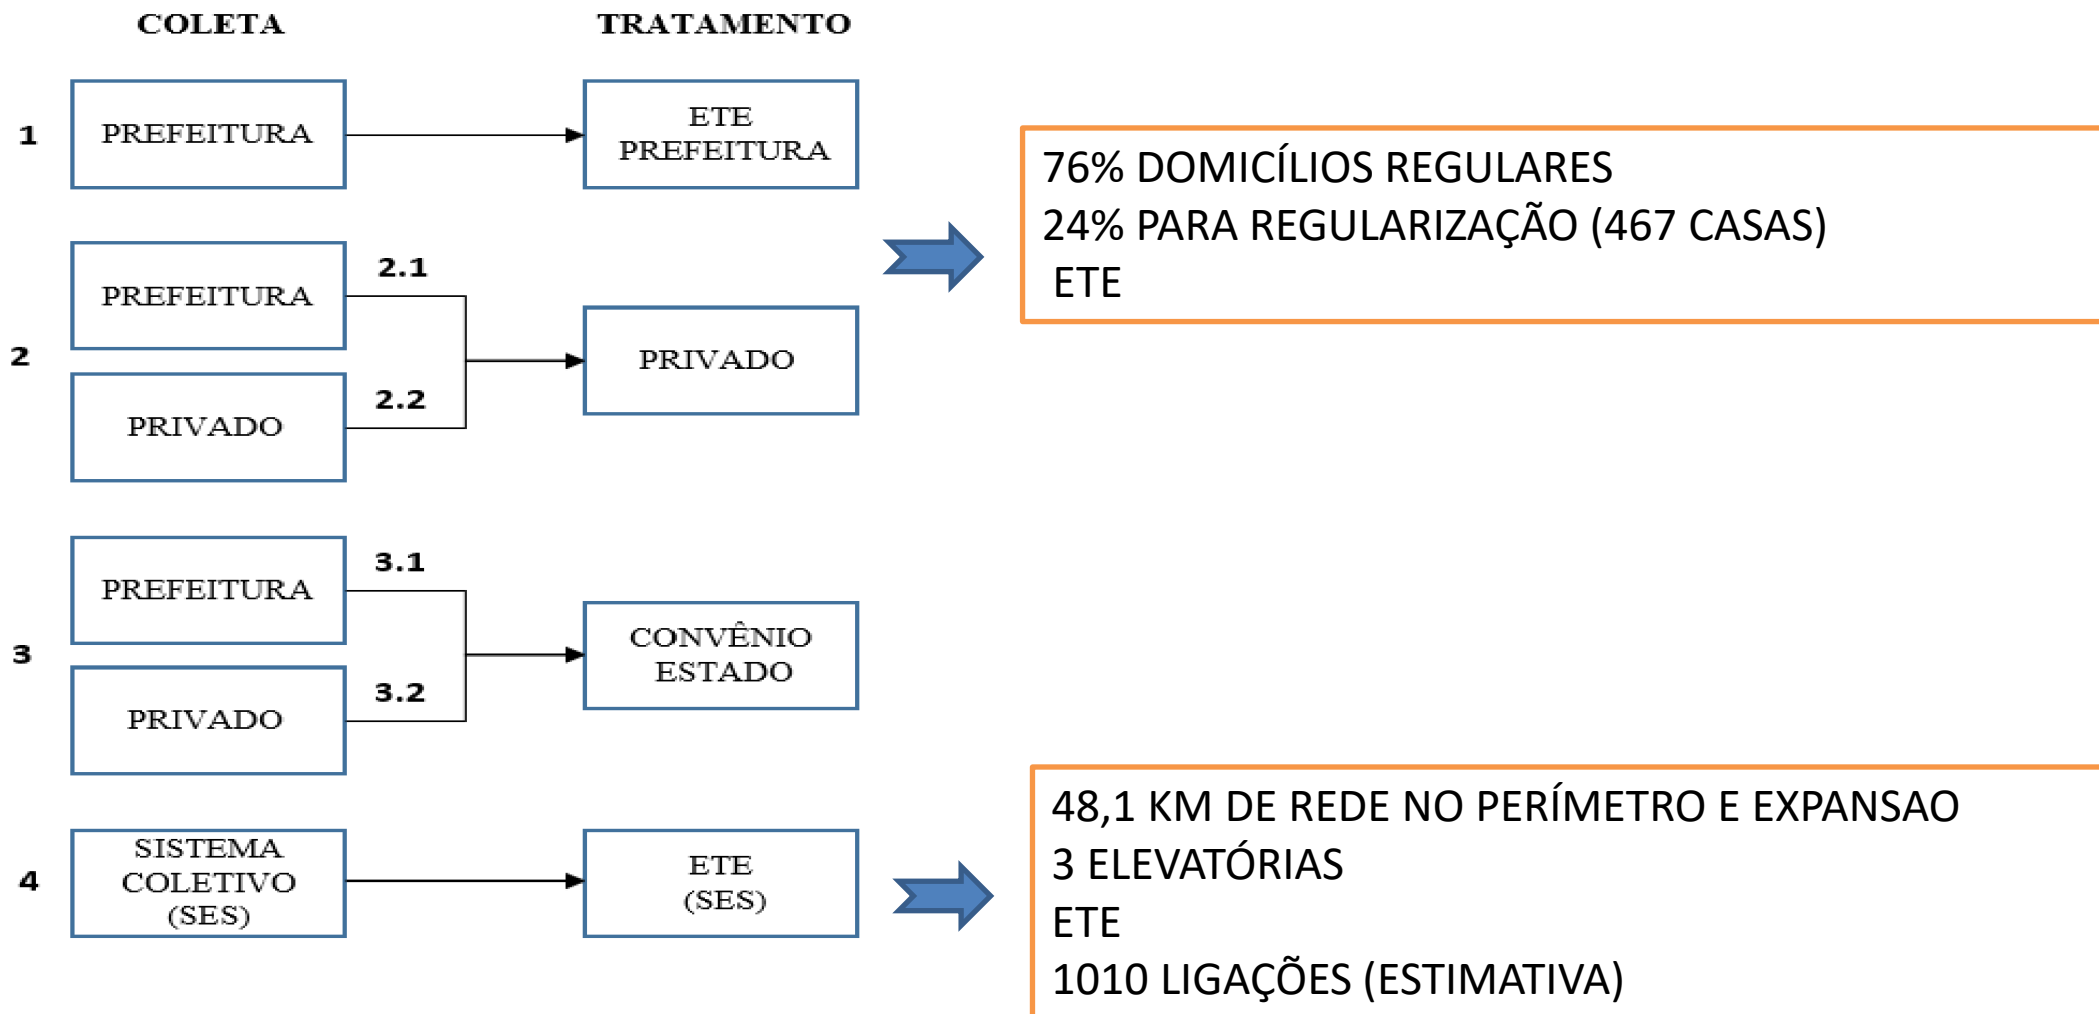 COLETA
TRATAMENTO
1
PREFEITURA
ETE
PREFEITURA
2
PREFEITURA
2.1
PRIVADO
2.2
PRIVADO
3
PREFEITURA
3.1
PRIVADO
3.2
CONVÊNIO
ESTADO
4
SISTEMA
COLETIVO
(SES)
ETE
(SES)
76% DOMICÍLIOS REGULARES
24% PARA REGULARIZAÇÃO (467 CASAS)
ETE
48,1 KM DE REDE NO PERÍMETRO E EXPANSAO
3 ELEVATÓRIAS
ETE
1010 LIGAÇÕES (ESTIMATIVA)